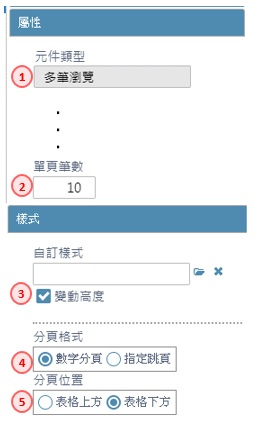 屬性
元件類型
1 多筆瀏覽
單頁筆數
2 10
樣式
自訂樣式
3 變動高度
分頁格式
4 數字分頁 指定跳頁
分頁位置
5 表格上方 表格下方